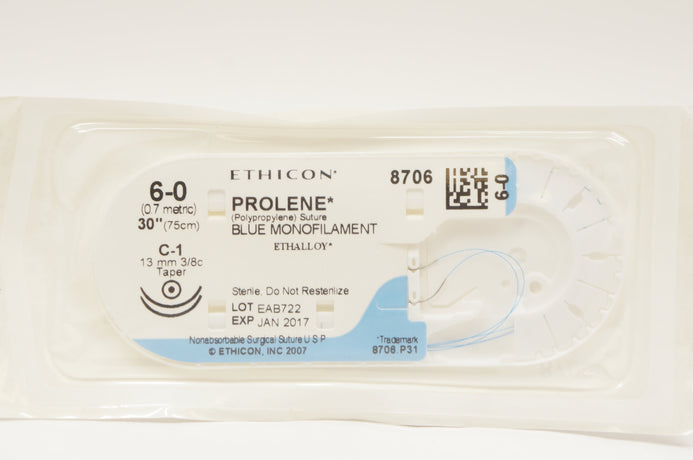 ETHICON*
8706
6-0
6-0
(0.7 metric)
30" (75cm)
PROLENE*
(Polypropylene) Suture
BLUE MONOFILAMENT
ETHALLOY*
C-1
13 mm 3/8c
Taper
Sterile, Do Not Resterilize
LOT EAB722
EXP JAN 2017
Nonabsorbable Surgical Suture U S P
© ETHICON, INC 2007
*Trademark
8706.P31